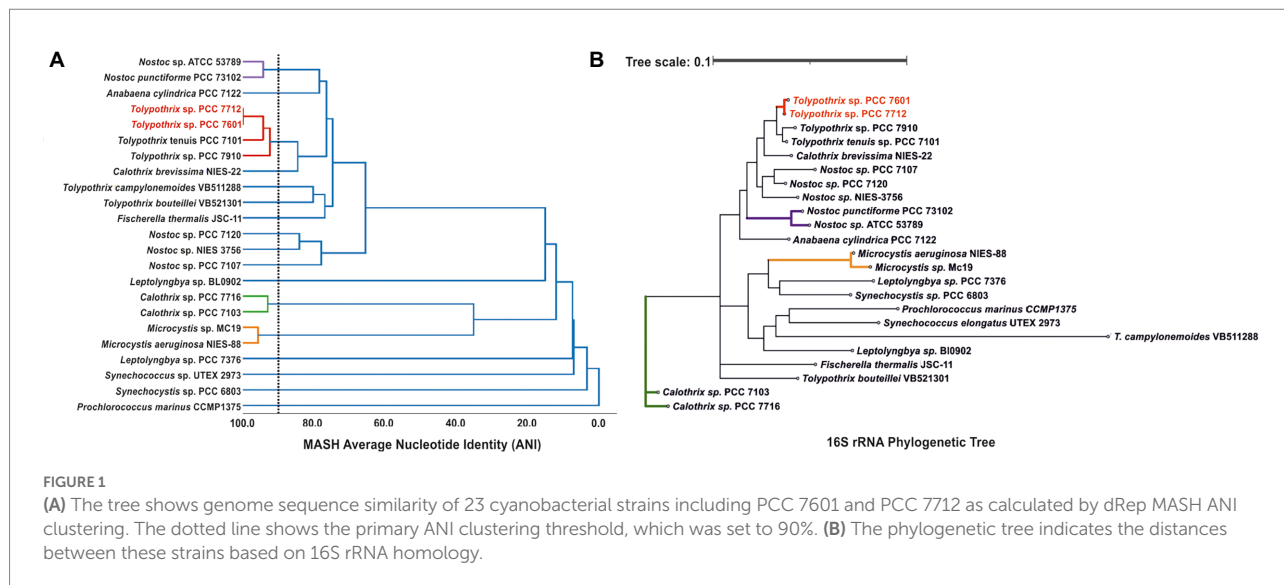 A
Nostoc sp. ATCC 53789
Nostoc punctiforme PCC 73102
Anabaena cylindrica PCC 7122
Tolypothrix sp. PCC 7712
Tolypothrix sp. PCC 7601
Tolypothrix tenuis PCC 7101
Tolypothrix sp. PCC 7910
Calothrix brevissima NIES-22
Tolypothrix campylonemoides VB511288
Tolypothrix bouteillei VB521301
Fischerella thermalis JSC-11
Nostoc sp. PCC 7120
Nostoc sp. NIES 3756
Nostoc sp. PCC 7107
Leptolyngbya sp. BL0902
Calothrix sp. PCC 7716
Calothrix sp. PCC 7103
Microcystis sp. MC19
Microcystis aeruginosa NIES-88
Leptolyngbya sp. PCC 7376
Synechococcus sp. UTEX 2973
Synechocystis sp. PCC 6803
Prochlorococcus marinus CCMP1375
100.0 80.0 60.0 40.0 20.0 0.0
MASH Average Nucleotide Identity (ANI)
B
Tree scale: 0.1
Tolypothrix sp. PCC 7601
Tolypothrix sp. PCC 7712
Tolypothrix sp. PCC 7910
Tolypothrix tenuis sp. PCC 7101
Calothrix brevissima NIES-22
Nostoc sp. PCC 7107
Nostoc sp. PCC 7120
Nostoc sp. NIES-3756
Nostoc punctiforme PCC 73102
Nostoc sp. ATCC 53789
Anabaena cylindrica PCC 7122
Microcystis aeruginosa NIES-88
Microcystis sp. Mc19
Leptolyngbya sp. PCC 7376
Synechocystis sp. PCC 6803
Prochlorococcus marinus CCMP1375
Synechococcus elongatus UTEX 2973
T. campylonemoides VB511288
Leptolyngbya sp. Bl0902
Fischerella thermalis JSC-11
Tolypothrix bouteillei VB521301
Calothrix sp. PCC 7103
Calothrix sp. PCC 7716
16S rRNA Phylogenetic Tree
FIGURE 1
(A) The tree shows genome sequence similarity of 23 cyanobacterial strains including PCC 7601 and PCC 7712 as calculated by dRep MASH ANI
clustering. The dotted line shows the primary ANI clustering threshold, which was set to 90%. (B) The phylogenetic tree indicates the distances
between these strains based on 16S rRNA homology.